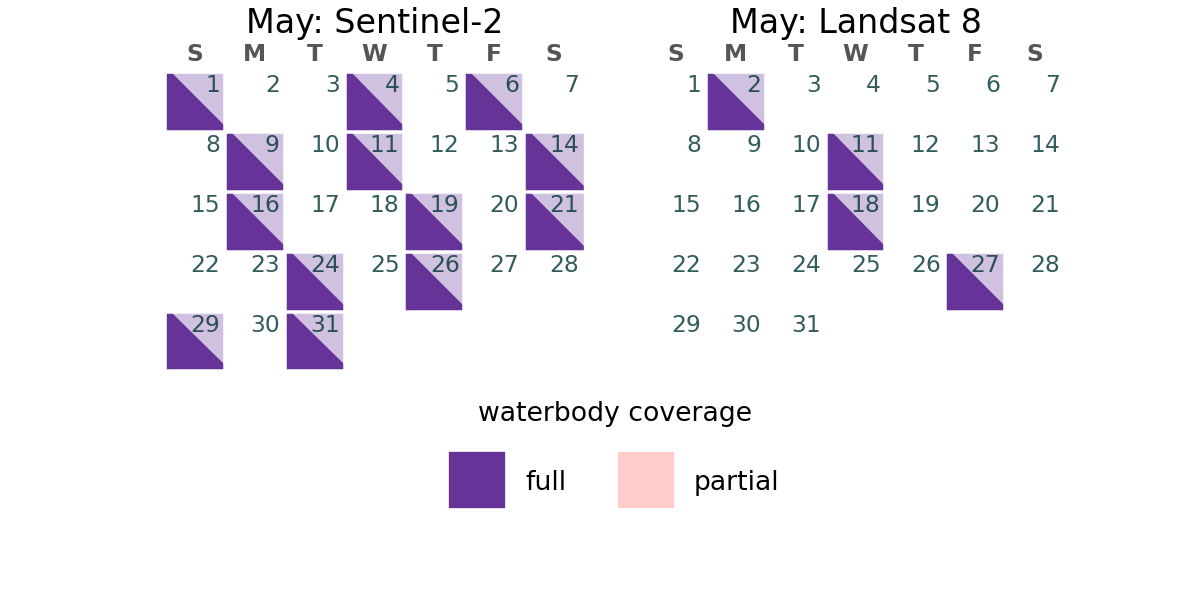 May: Sentinel-2
S M T W T F S
1 2 3 4 5 6 7
8 9 10 11 12 13 14
15 16 17 18 19 20 21
22 23 24 25 26 27 28
29 30 31
May: Landsat 8
S M T W T F S
1 2 3 4 5 6 7
8 9 10 11 12 13 14
15 16 17 18 19 20 21
22 23 24 25 26 27 28
29 30 31
waterbody coverage
full partial